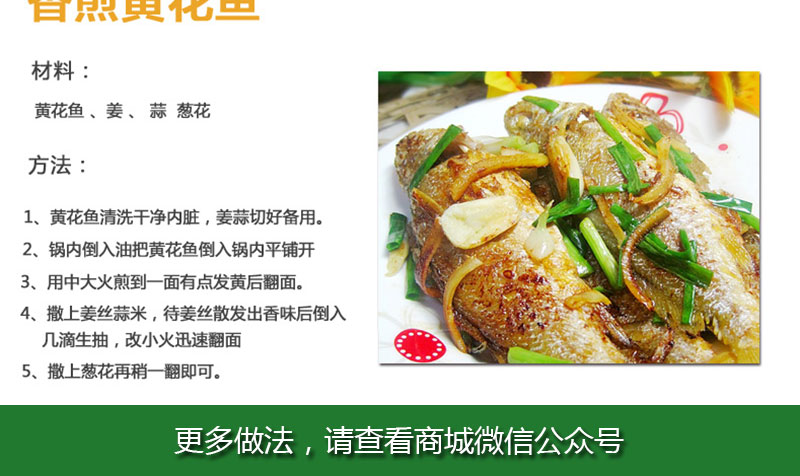 香煎黄花鱼
材料：
黄花鱼 、姜 、 蒜 葱花
方法：
1、黄花鱼清洗干净内脏，姜蒜切好备用。
2、锅内倒入油把黄花鱼倒入锅内平铺开
3、用中大火煎到一面有点发黄后翻面。
4、撒上姜丝蒜米，待姜丝散发出香味后倒入
几滴生抽，改小火迅速翻面
5、撒上葱花再稍一翻即可。
更多做法，请查看商城微信公众号